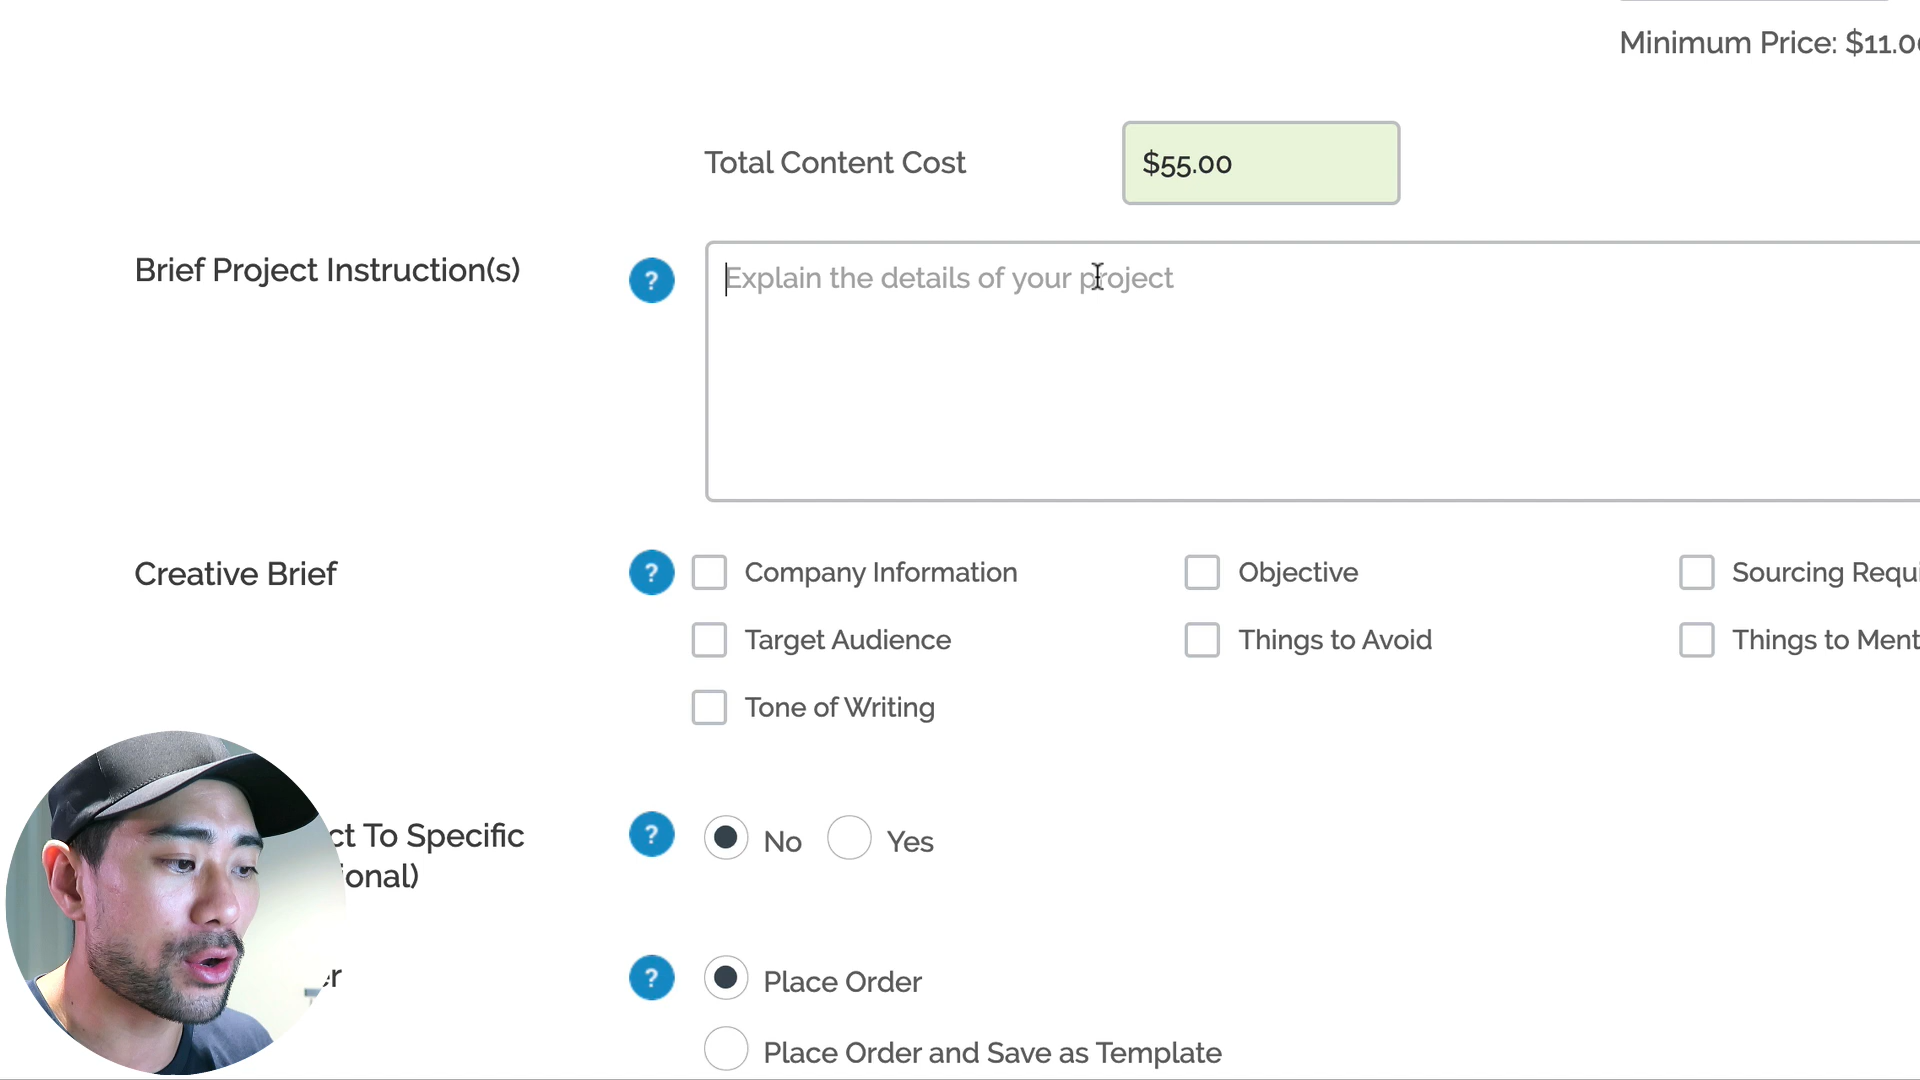 Minimum Price: $11.0
Total Content Cost
$55.00
Brief Project Instruction(s)
?
Explain the details of your project
Creative Brief
?
Company Information
Objective
Sourcing Requi
Target Audience
Things to Avoid
Things to Ment
Tone of Writing
ct To Specific
ional)
?
No
Yes
er
?
Place Order
Place Order and Save as Template